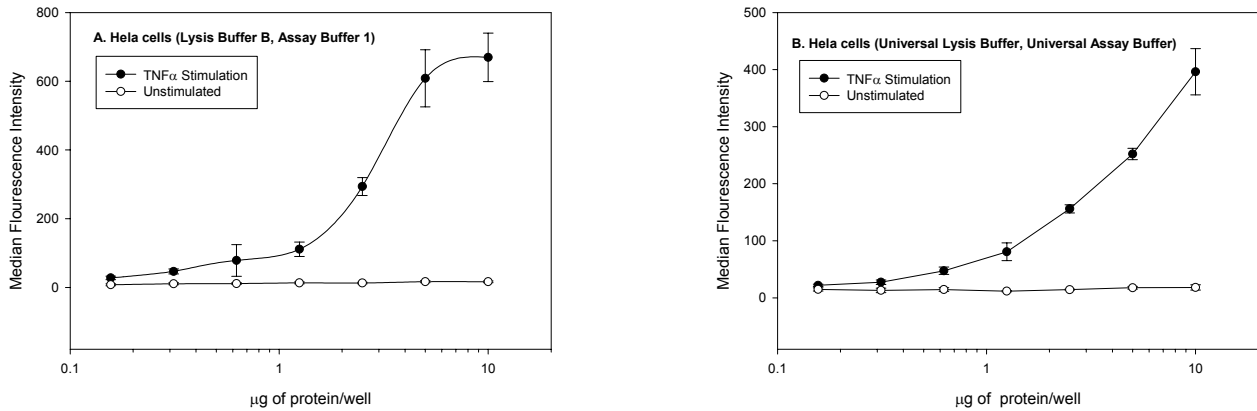 A. Hela cells (Lysis Buffer B, Assay Buffer 1)
TNFα Stimulation
Unstimulated
Median Flourescence Intensity
800
600
400
200
0
0.1
1
10
μg of protein/well
B. Hela cells (Universal Lysis Buffer, Universal Assay Buffer)
TNFα Stimulation
Unstimulated
Median Flourescence Intensity
500
400
300
200
100
0
0.1
1
10
μg of protein/well